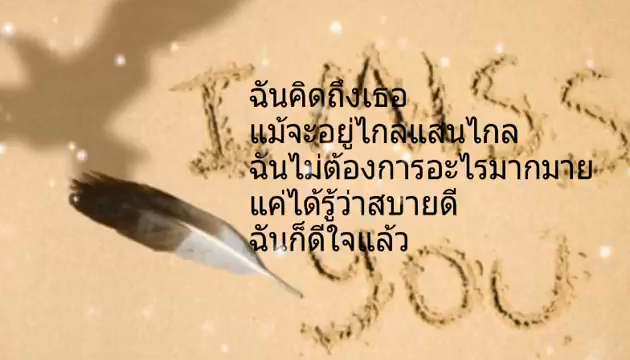 I MISS
YOU
ฉันคิดถึงเธอ
แม้จะอยู่ไกลแสนไกล
ฉันไม่ต้องการอะไรมากมาย
แค่ได้รู้ว่าสบายดี
ฉันก็ดีใจแล้ว